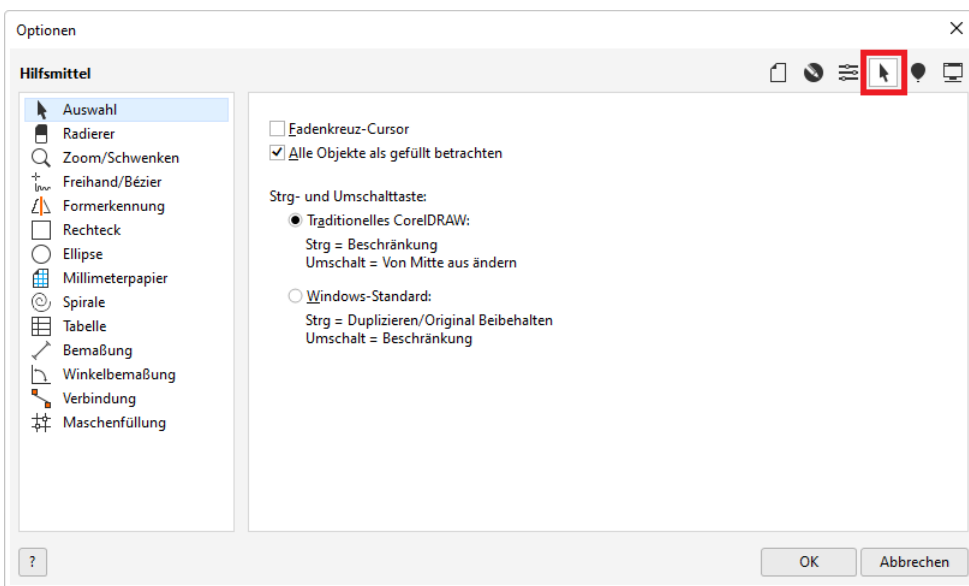 Optionen
Hilfsmittel
Auswahl
Radierer
Zoom/Schwenken
Freihand/Bézier
Formerkennung
Rechteck
Ellipse
Millimeterpapier
Spirale
Tabelle
Bemaßung
Winkelbemaßung
Verbindung
Maschenfüllung
Fadenkreuz-Cursor
Alle Objekte als gefüllt betrachten
Strg- und Umschalttaste:
Traditionelles CorelDRAW:
Strg = Beschränkung
Umschalt = Von Mitte aus ändern
Windows-Standard:
Strg = Duplizieren/Original Beibehalten
Umschalt = Beschränkung
?
OK
Abbrechen